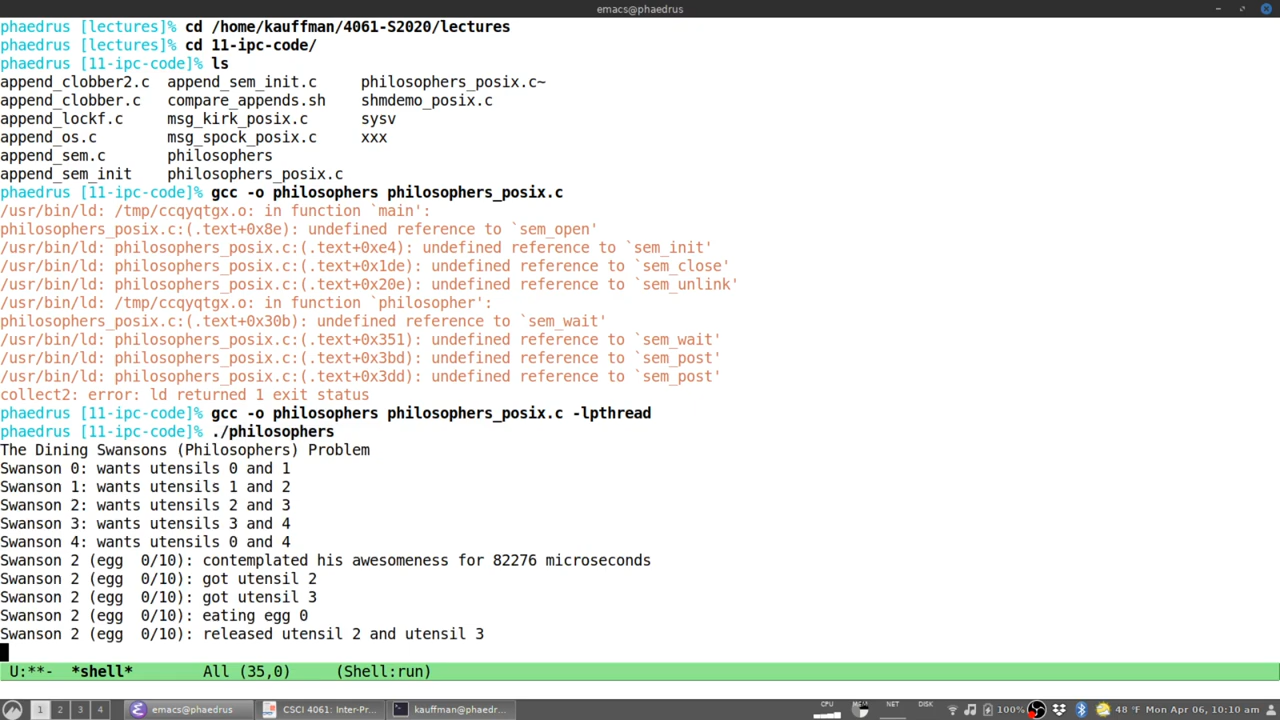 emacs@phaedrus
phaedrus [lectures]% cd /home/kauffman/4061-S2020/lectures
phaedrus [lectures]% cd 11-ipc-code/
phaedrus [11-ipc-code]% ls
append_clobber2.c  append_sem_init.c     philosophers_posix.c~
append_clobber.c   compare_appends.sh    shmdemo_posix.c
append_lockf.c     msg_kirk_posix.c      sysv
append_os.c        msg_spock_posix.c     xxx
append_sem.c       philosophers
append_sem_init    philosophers_posix.c
phaedrus [11-ipc-code]% gcc -o philosophers philosophers_posix.c
/usr/bin/ld: /tmp/ccqyqtgx.o: in function `main':
philosophers_posix.c:(.text+0x8e): undefined reference to `sem_open'
/usr/bin/ld: philosophers_posix.c:(.text+0xe4): undefined reference to `sem_init'
/usr/bin/ld: philosophers_posix.c:(.text+0x1de): undefined reference to `sem_close'
/usr/bin/ld: philosophers_posix.c:(.text+0x20e): undefined reference to `sem_unlink'
/usr/bin/ld: /tmp/ccqyqtgx.o: in function `philosopher':
philosophers_posix.c:(.text+0x30b): undefined reference to `sem_wait'
/usr/bin/ld: philosophers_posix.c:(.text+0x351): undefined reference to `sem_wait'
/usr/bin/ld: philosophers_posix.c:(.text+0x3bd): undefined reference to `sem_post'
/usr/bin/ld: philosophers_posix.c:(.text+0x3dd): undefined reference to `sem_post'
collect2: error: ld returned 1 exit status
phaedrus [11-ipc-code]% gcc -o philosophers philosophers_posix.c -lpthread
phaedrus [11-ipc-code]% ./philosophers
The Dining Swansons (Philosophers) Problem
Swanson 0: wants utensils 0 and 1
Swanson 1: wants utensils 1 and 2
Swanson 2: wants utensils 2 and 3
Swanson 3: wants utensils 3 and 4
Swanson 4: wants utensils 0 and 4
Swanson 2 (egg  0/10): contemplated his awesomeness for 82276 microseconds
Swanson 2 (egg  0/10): got utensil 2
Swanson 2 (egg  0/10): got utensil 3
Swanson 2 (egg  0/10): eating egg 0
Swanson 2 (egg  0/10): released utensil 2 and utensil 3
U:**-  *shell*        All (35,0)     (Shell:run)
1 2 3 4 emacs@phaedrus CSCI 4061: Inter-Pr... kauffman@phaedr... CPU MEM NET DISK 100% 48 °F Mon Apr 06, 10:10 am